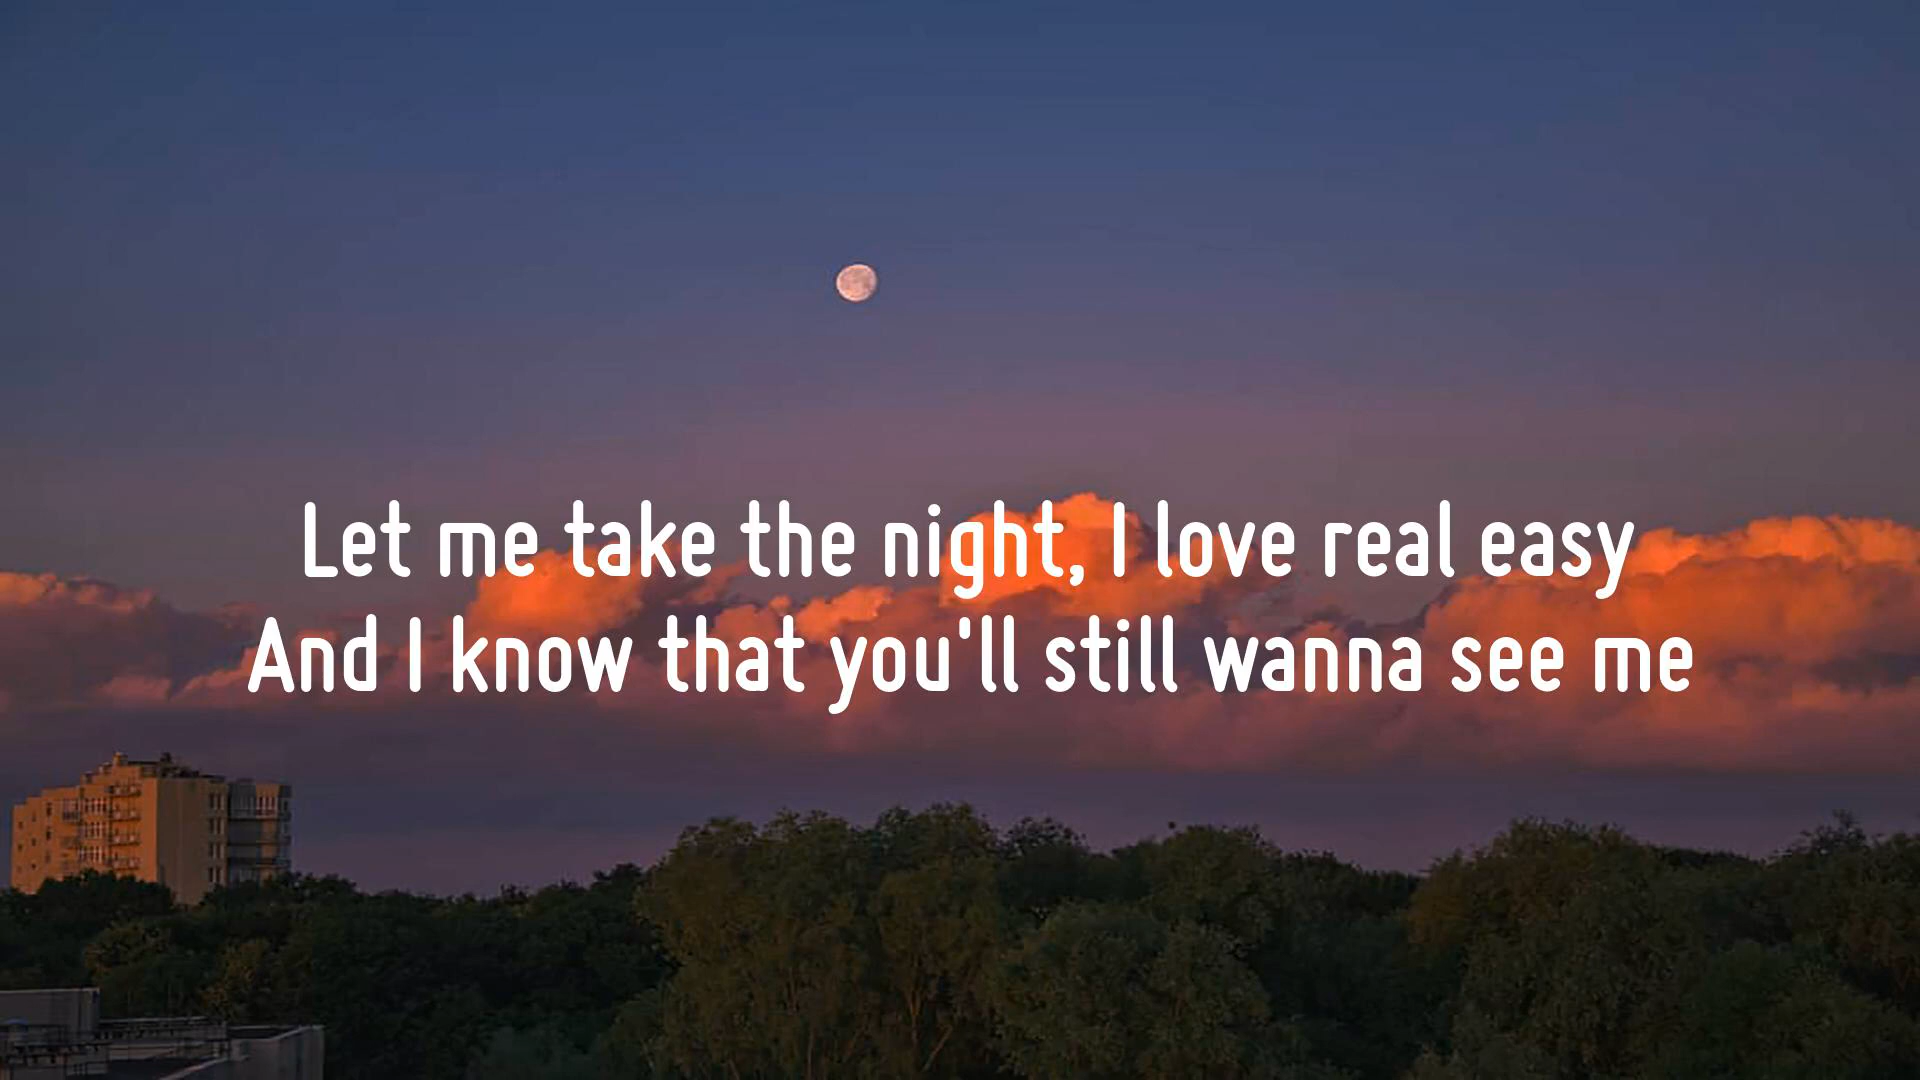 Let me take the night, I love real easy
And I know that you'll still wanna see me